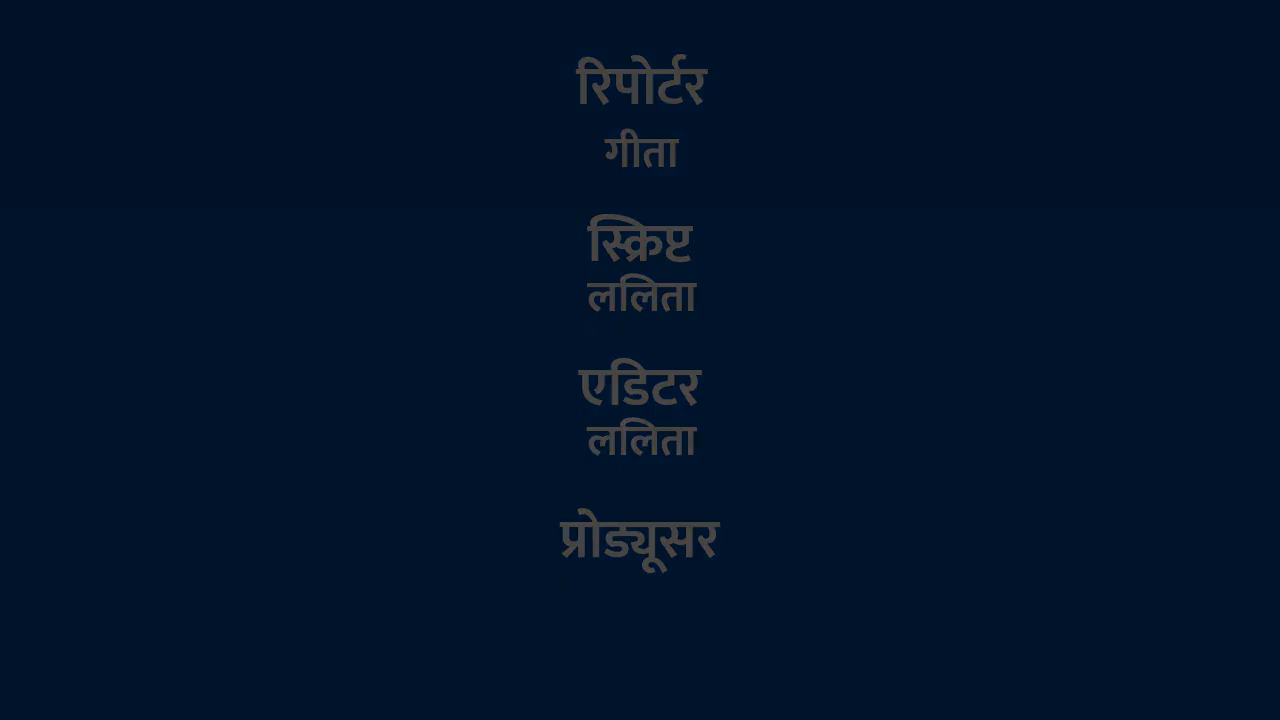 रिपोर्टर
गीता
स्क्रिप्ट
ललिता
एडिटर
ललिता
प्रोड्यूसर